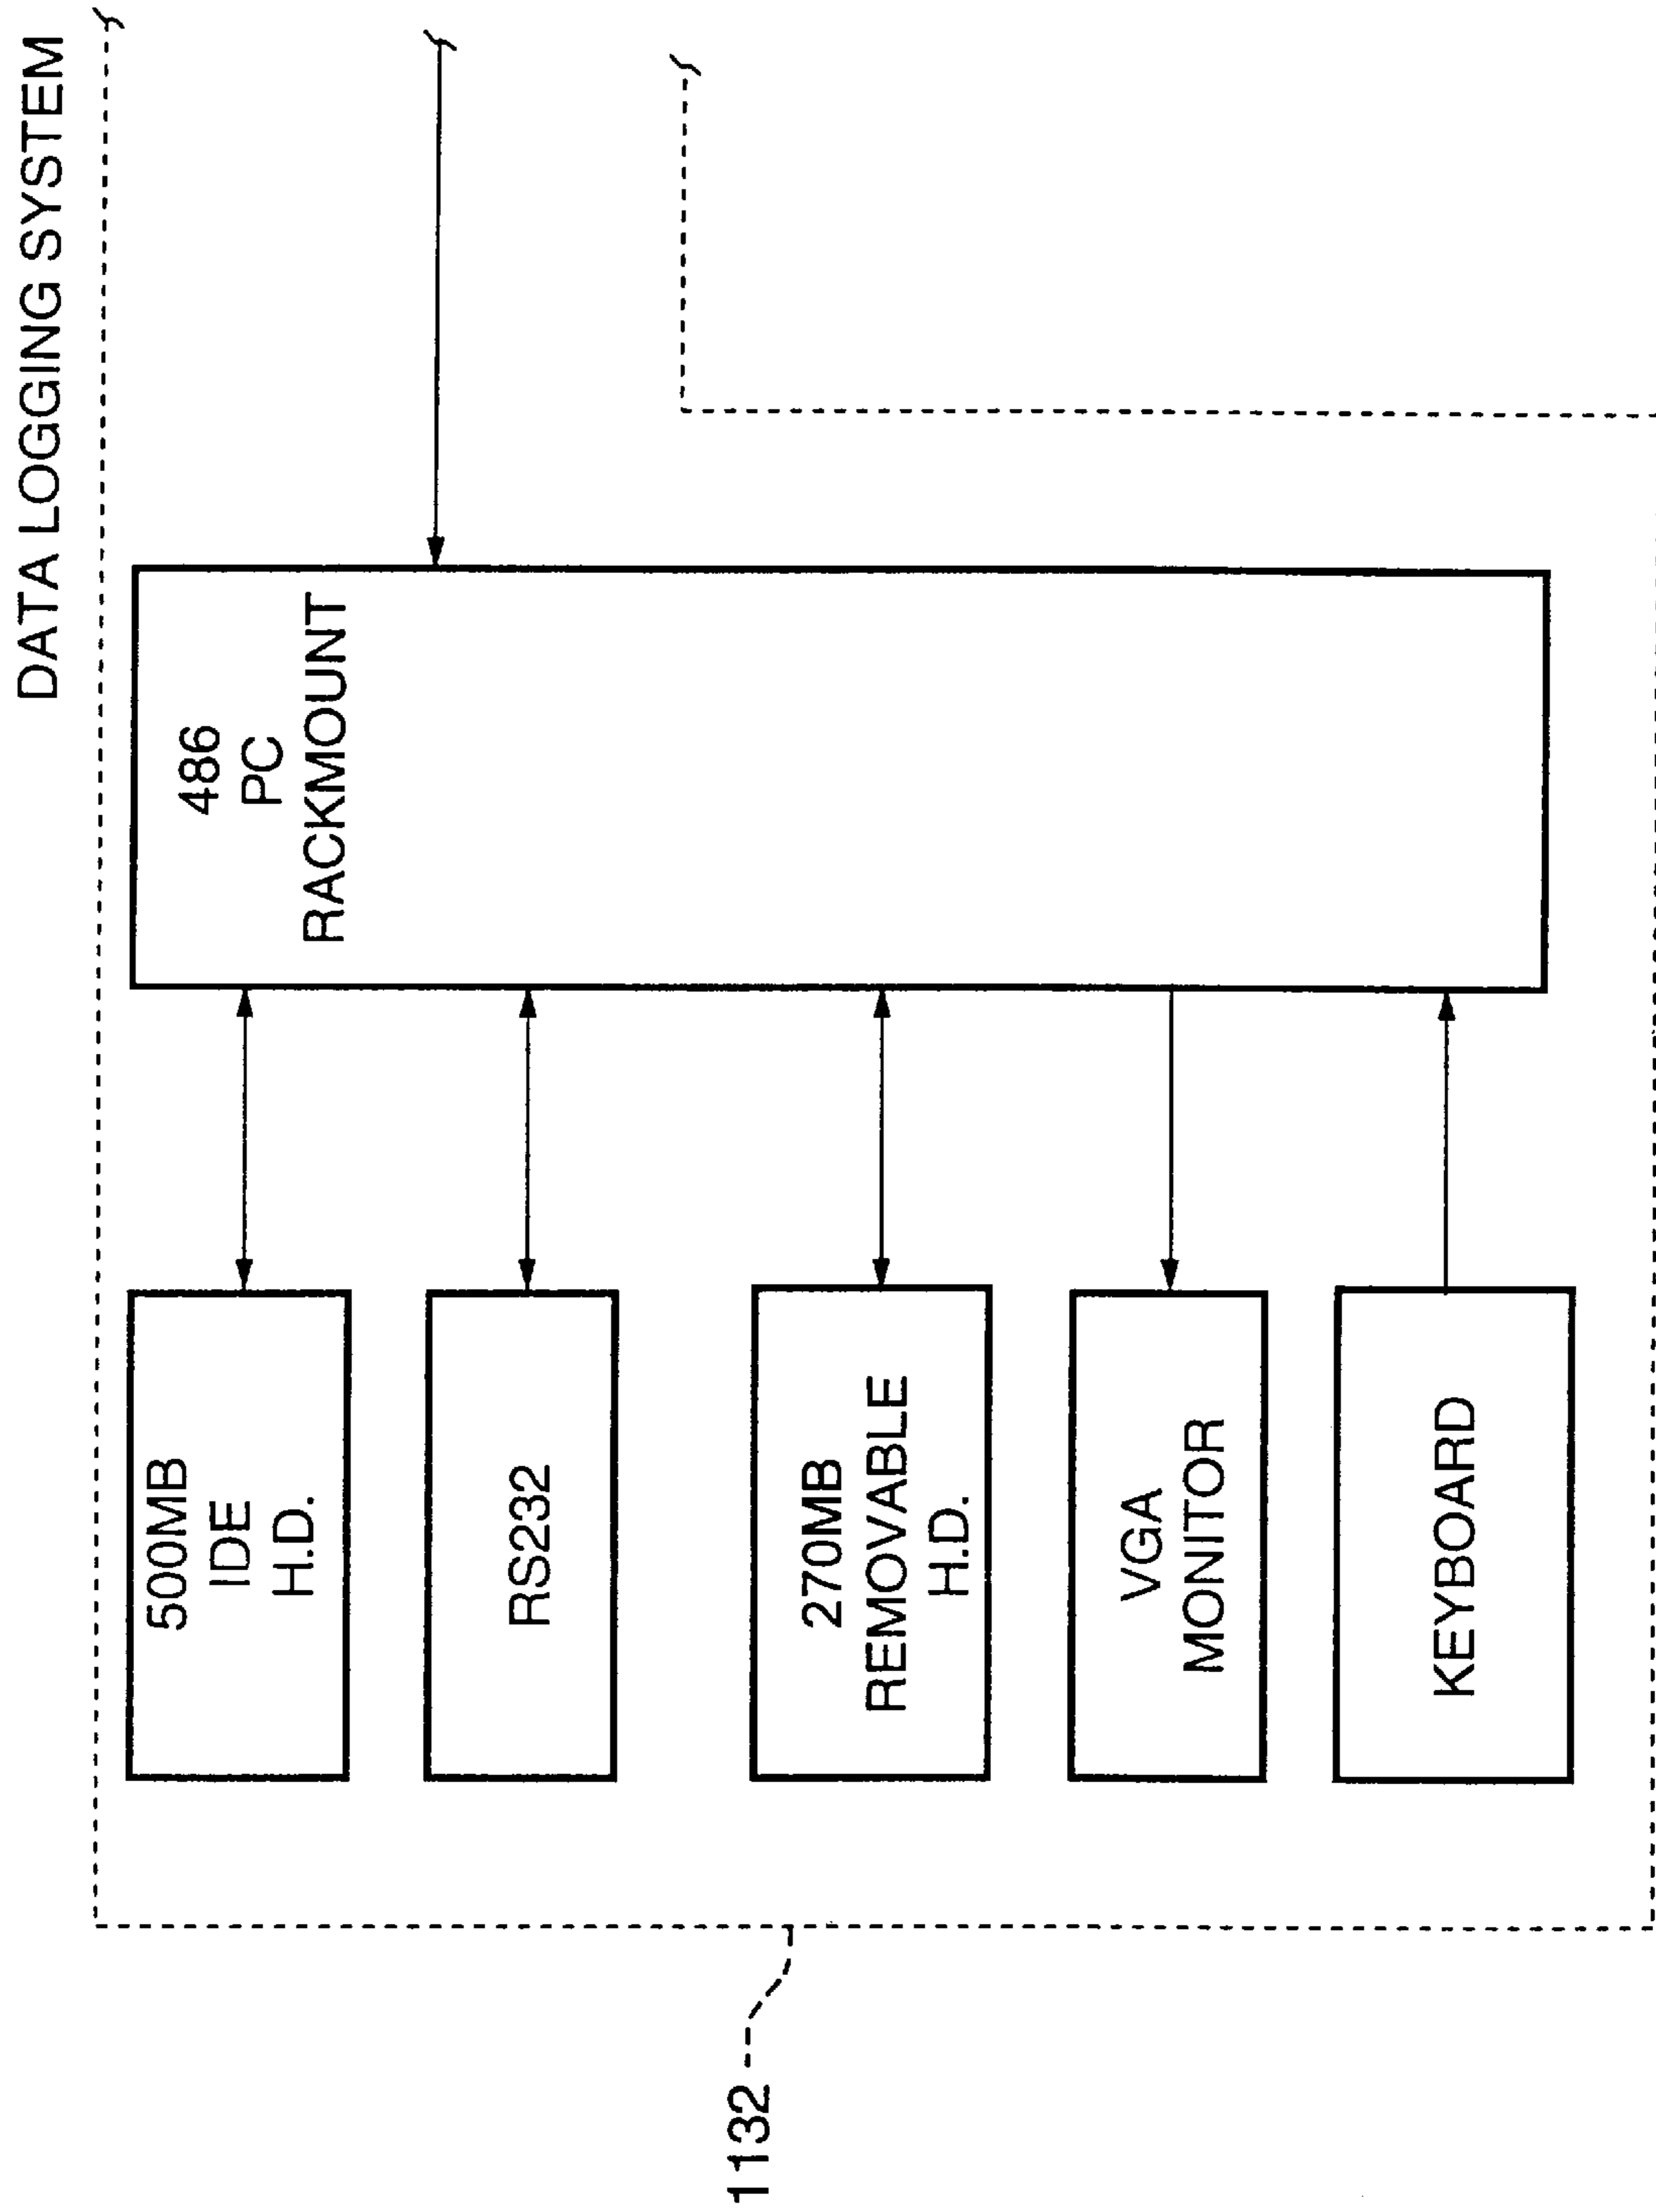 DATA LOGGING SYSTEM
500MB
IDE
H.D.
RS232
270MB
REMOVABLE
H.D.
VGA
MONITOR
KEYBOARD
486
PC
RACKMOUNT
1132